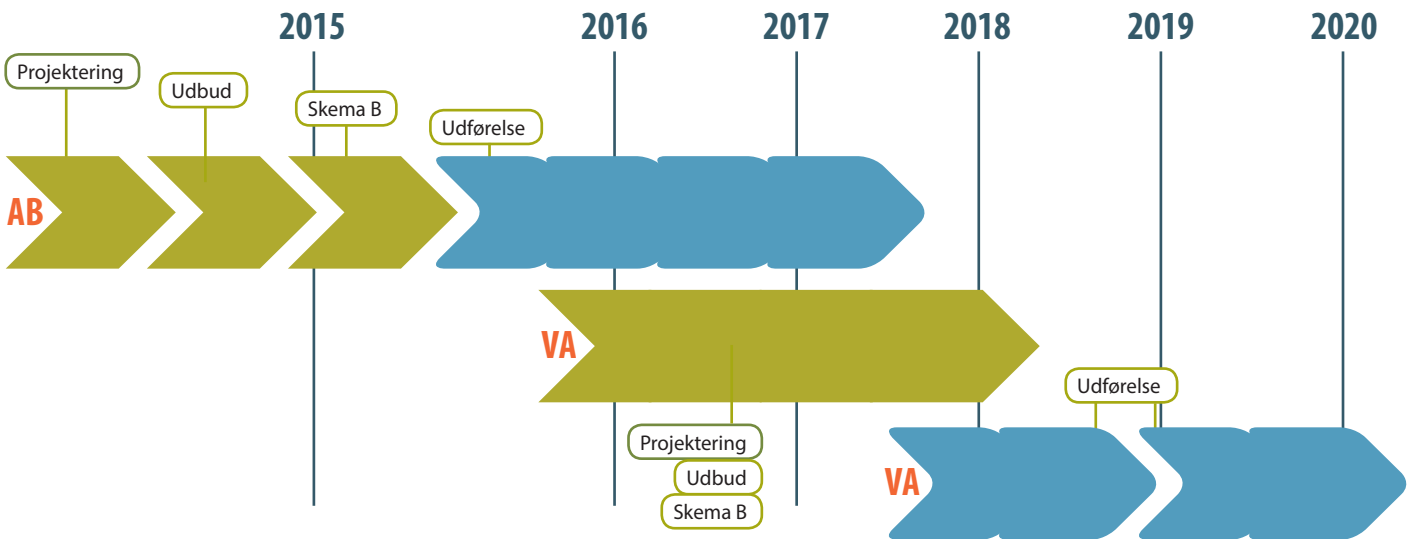 2015 2016 2017 2018 2019 2020
Projektering
Udbud
Skema B
Udførelse
AB
VA
Projektering
Udbud
Skema B
Udførelse
VA